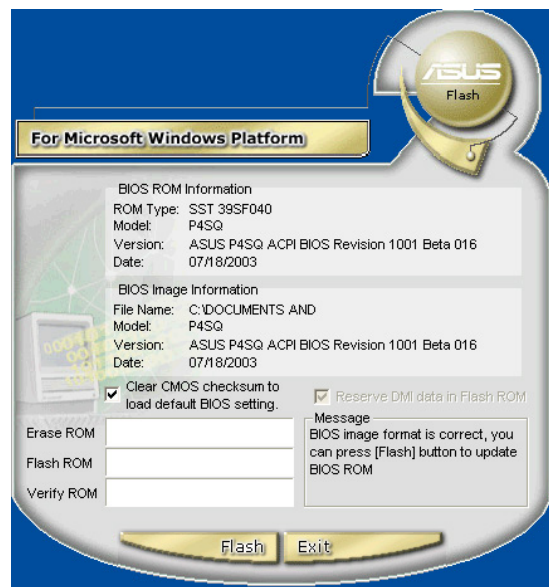 ASUS
Flash
For Microsoft Windows Platform
BIOS ROM Information
ROM Type: SST 39SF040
Model: P4SQ
Version: ASUS P4SQ ACPI BIOS Revision 1001 Beta 016
Date: 07/18/2003
BIOS Image Information
File Name: C:\DOCUMENTS AND
Model: P4SQ
Version: ASUS P4SQ ACPI BIOS Revision 1001 Beta 016
Date: 07/18/2003
Clear CMOS checksum to
load default BIOS setting.
Reserve DMI data in Flash ROM
Erase ROM
Flash ROM
Verify ROM
Message
BIOS image format is correct, you
can press [Flash] button to update
BIOS ROM
Flash
Exit